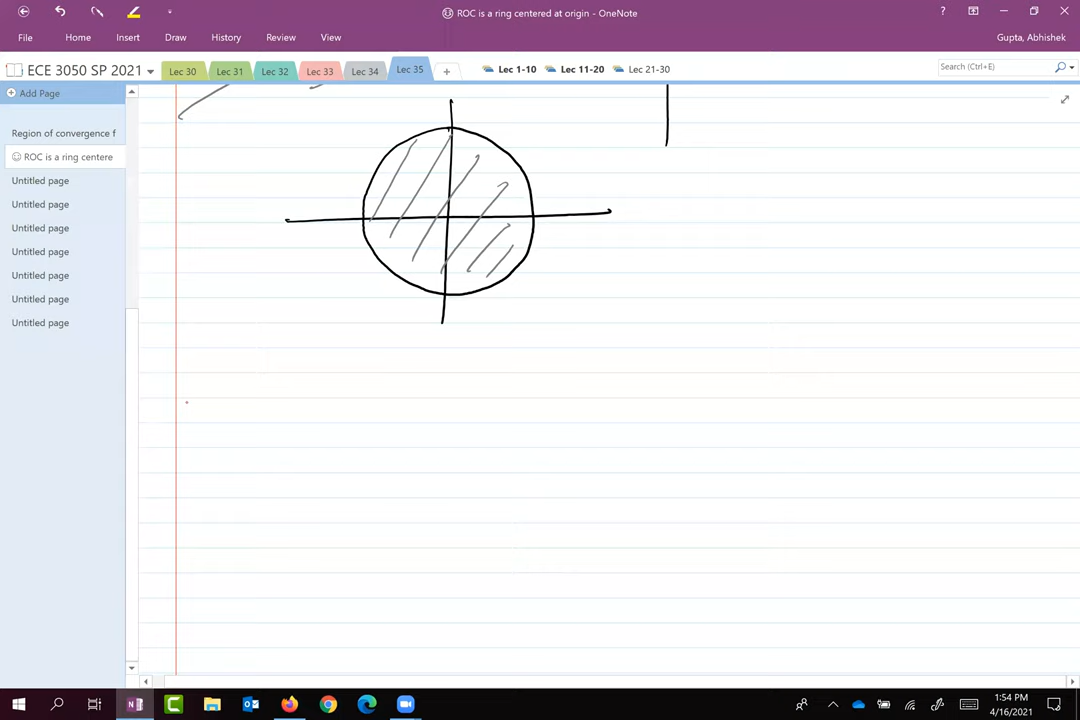 ROC is a ring centered at origin - OneNote
?
File
Home
Insert
Draw
History
Review
View
Gupta, Abhishek
ECE 3050 SP 2021
Lec 30
Lec 31
Lec 32
Lec 33
Lec 34
Lec 35
+
Lec 1-10
Lec 11-20
Lec 21-30
Search (Ctrl+E)
Add Page
Region of convergence f
ROC is a ring centere
Untitled page
Untitled page
Untitled page
Untitled page
Untitled page
Untitled page
Untitled page
1:54 PM
4/16/2021